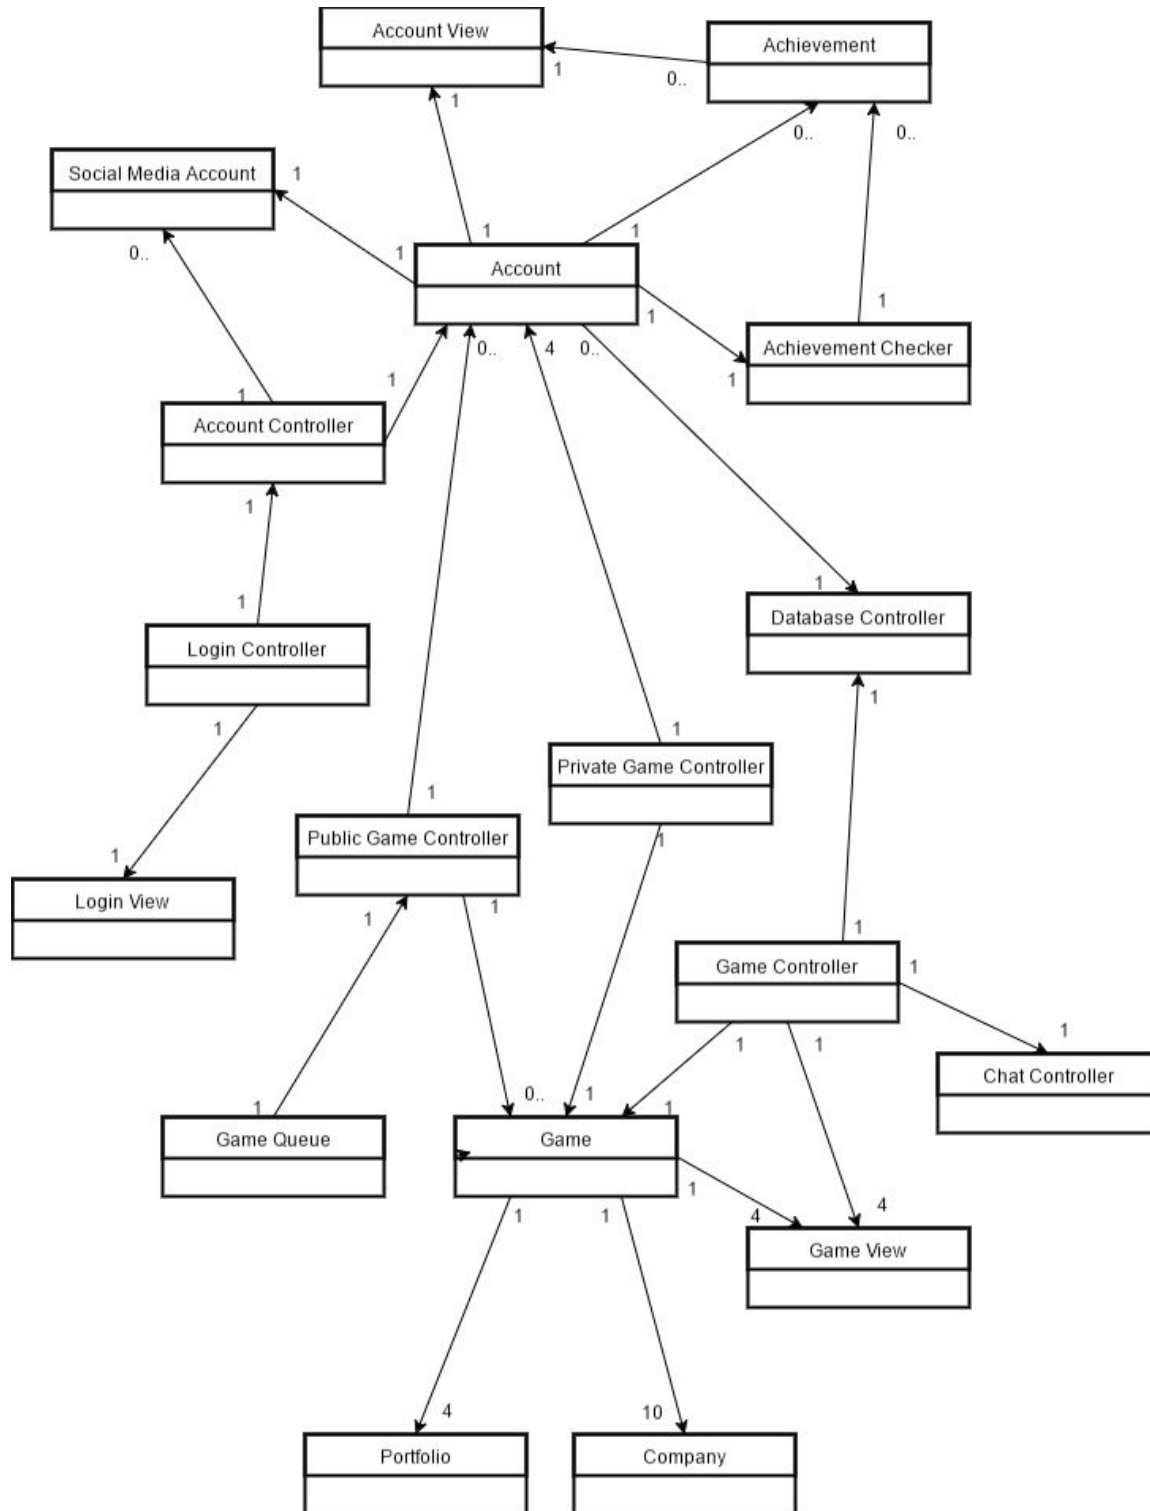 Account View
Achievement
1
0..
1
0..
0..
Social Media Account
1
0..
1
1
1
Account
1
1
Achievement Checker
1
1
0..
4
0..
1
Account Controller
1
1
1
Login Controller
1
1
Database Controller
1
1
Private Game Controller
1
1
Public Game Controller
1
1
Login View
1
1
1
Game Controller
1
1
1
1
Chat Controller
0..
1
1
1
Game Queue
Game
1
4
4
Game View
1
1
4
10
Portfolio
Company